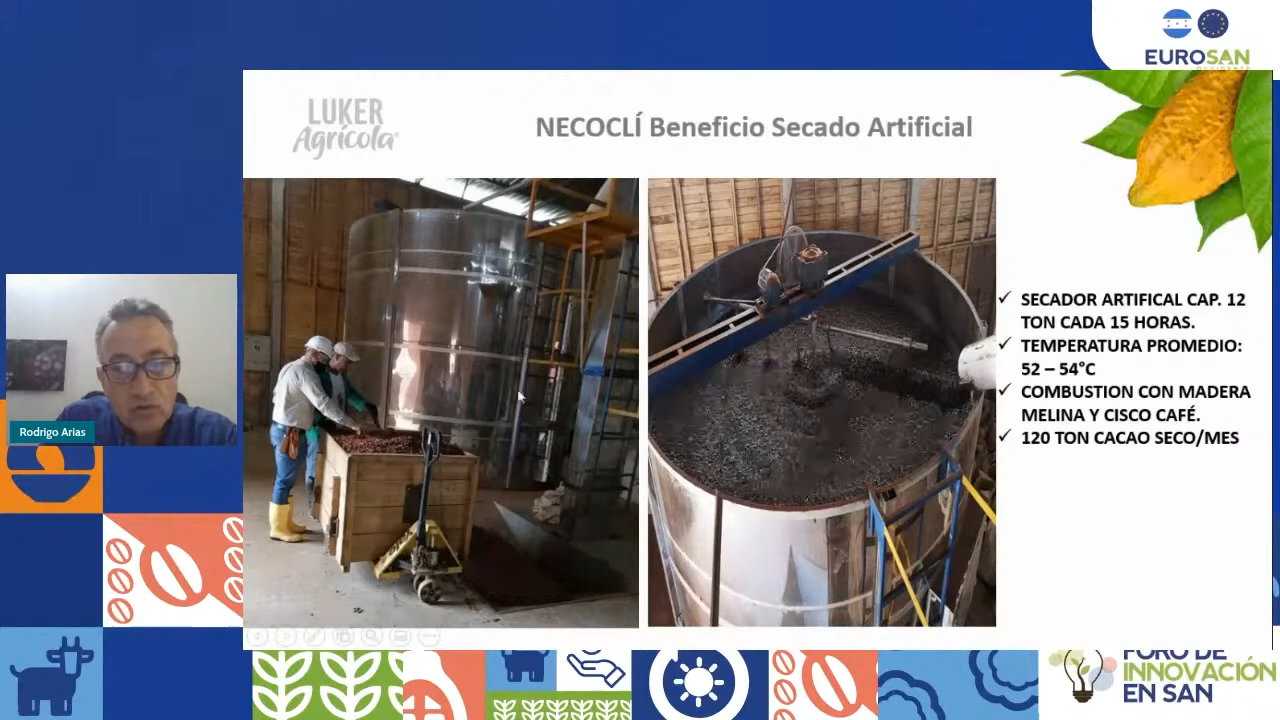 EUROSAN
LUKER
Agrícola
NECOCLÍ Beneficio Secado Artificial
✓ SECADOR ARTIFICAL CAP. 12
TON CADA 15 HORAS.
✓ TEMPERATURA PROMEDIO:
52 – 54°C
✓ COMBUSTION CON MADERA
MELINA Y CISCO CAFÉ.
✓ 120 TON CACAO SECO/MES
Rodrigo Arias
FORO DE
INNOVACIÓN
EN SAN